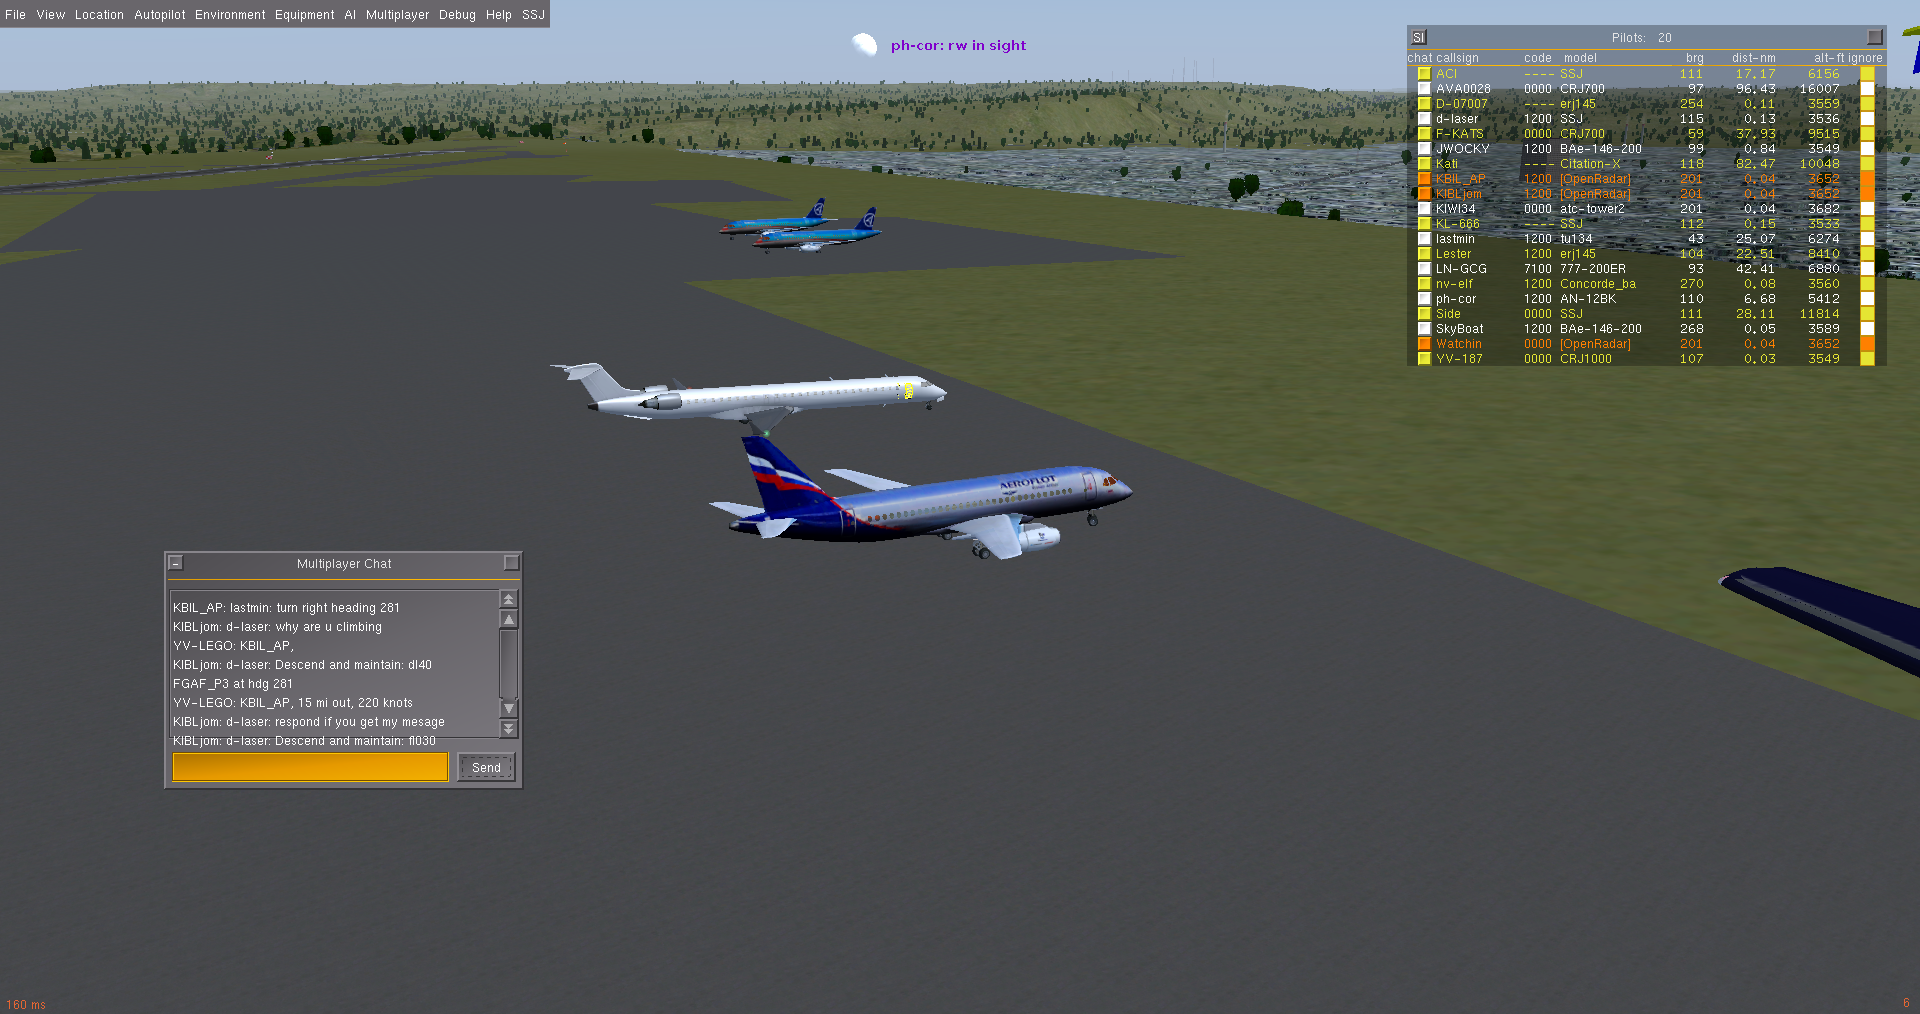 File View Location Autopilot Environment Equipment AI Multiplayer Debug Help SSJ
ph-cor: rw in sight
SI Pilots: 20
chat callsign code model brg dist-nm alt-ft ignore
ACI ---- SSJ 111 17.17 6156
AVA0028 0000 CRJ700 97 96.43 16007
D-07007 ---- erj145 254 0.11 3559
d-laser 1200 SSJ 115 0.13 3536
F-KATS 0000 CRJ700 59 37.93 9515
JWOCKY 1200 BAe-146-200 99 0.84 3549
Kati ---- Citation-X 118 82.47 10048
KBIL_AP 1200 [OpenRadar] 201 0.04 3652
KIBLjom 1200 [OpenRadar] 201 0.04 3652
KIWI34 0000 atc-tower2 201 0.04 3682
KL-666 ---- SSJ 112 0.15 3533
lastmin 1200 tu134 43 25.07 6274
Lester 1200 erj145 104 22.51 8410
LN-GCG 7100 777-200ER 93 42.41 6880
nv-elf 1200 Concorde_ba 270 0.08 3560
ph-cor 1200 AN-12BK 110 6.68 5412
Side 0000 SSJ 111 28.11 11814
SkyBoat 1200 BAe-146-200 268 0.05 3589
Watchin 0000 [OpenRadar] 201 0.04 3652
YV-187 0000 CRJ1000 107 0.03 3549
AEROFLOT
Multiplayer Chat
KBIL_AP: lastmin: turn right heading 281
KIBLjom: d-laser: why are u climbing
YV-LEGO: KBIL_AP,
KIBLjom: d-laser: Descend and maintain: dl40
FGAF_P3 at hdg 281
YV-LEGO: KBIL_AP, 15 mi out, 220 knots
KIBLjom: d-laser: respond if you get my mesage
KIBLjom: d-laser: Descend and maintain: fl030
Send
160 ms
6